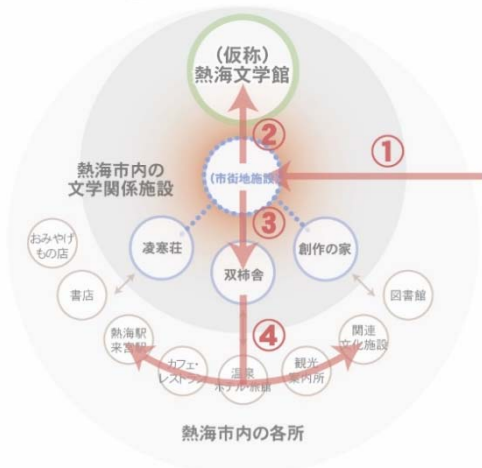 (仮称)
熱海文学館
②
①
(市街地施設)
熱海市内の
文学関係施設
③
おみやげ
もの店
凌寒荘
創作の家
双柿舎
書店
図書館
④
熱海駅
来宮駅
関連
文化施設
カフェ・
レストラン
温泉
ホテル・旅館
観光
案内所
熱海市内の各所